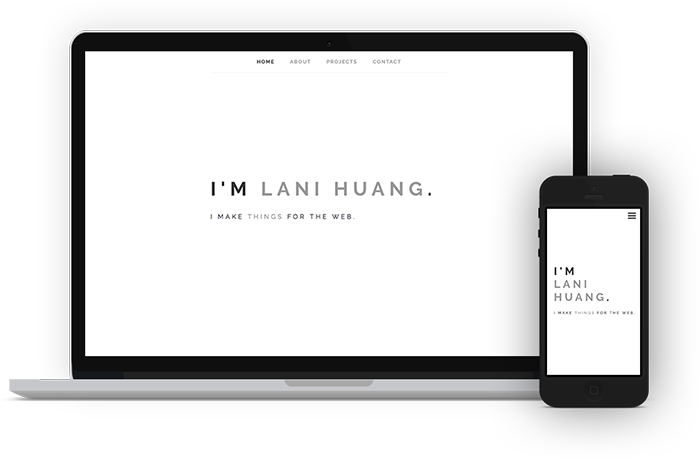 HOME ABOUT PROJECTS CONTACT
I'M LANI HUANG.
I MAKE THINGS FOR THE WEB.
I'M
LANI
HUANG.
I MAKE THINGS FOR THE WEB.